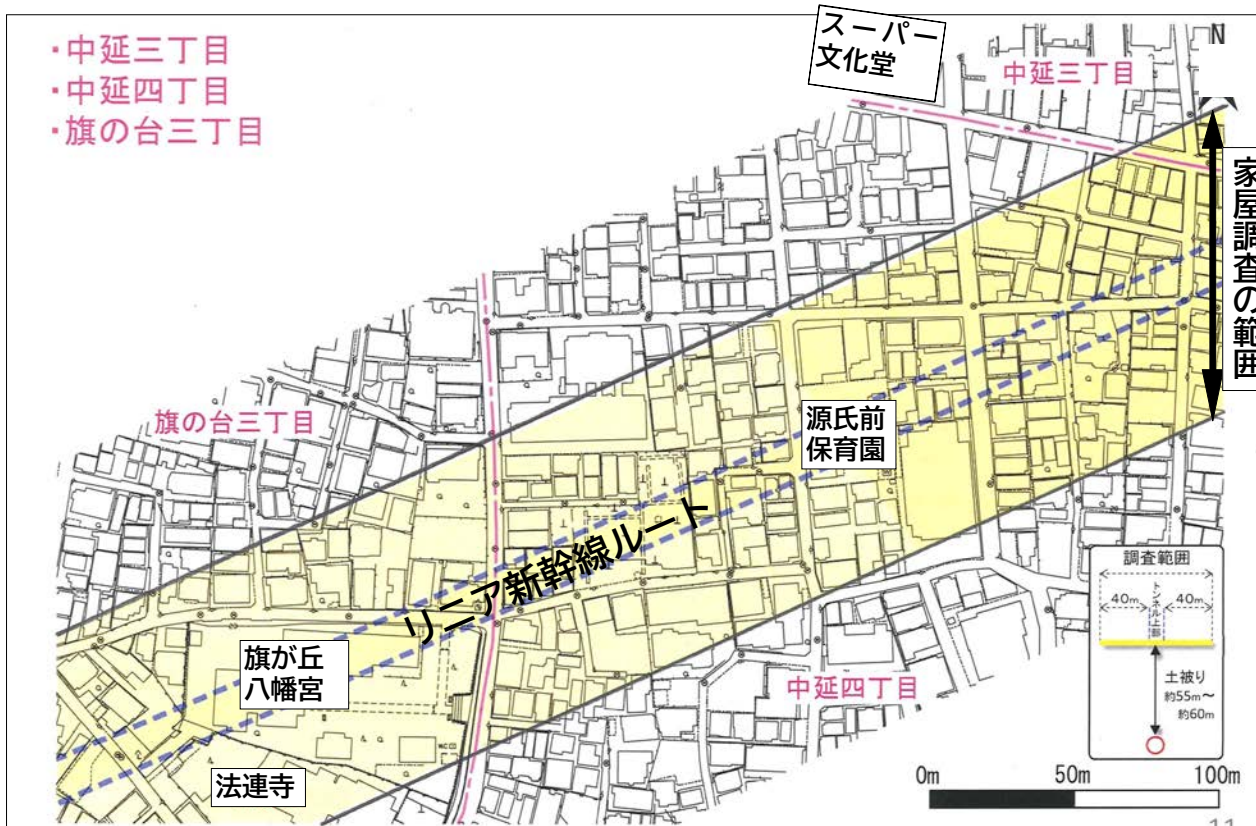 ・中延三丁目
・中延四丁目
・旗の台三丁目
スーパー
文化堂
中延三丁目
N
家屋調査の範囲
旗の台三丁目
源氏前
保育園
リニア新幹線ルート
旗が丘
八幡宮
法連寺
中延四丁目
調査範囲
40m
トンネル上部
40m
土被り
約55m～
約60m
0m
50m
100m
11